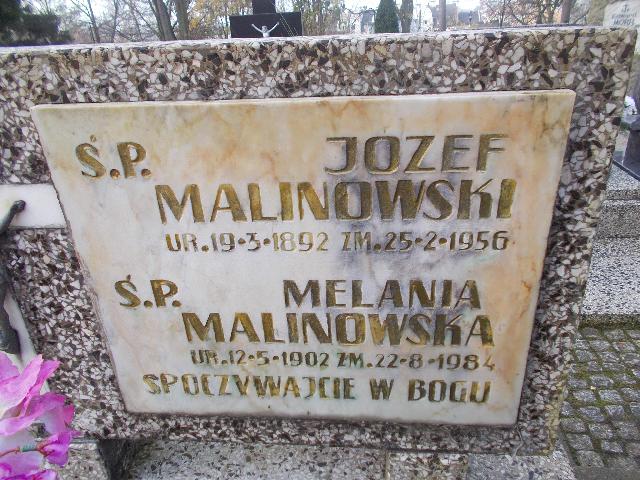 Ś.P. JOZEF
MALINOWSKI
UR.19·3·1892 ZM.25·2·1956
Ś.P. MELANIA
MALINOWSKA
UR.12·5·1902 ZM.22·8·1984
SPOCZYWAJCIE W BOGU